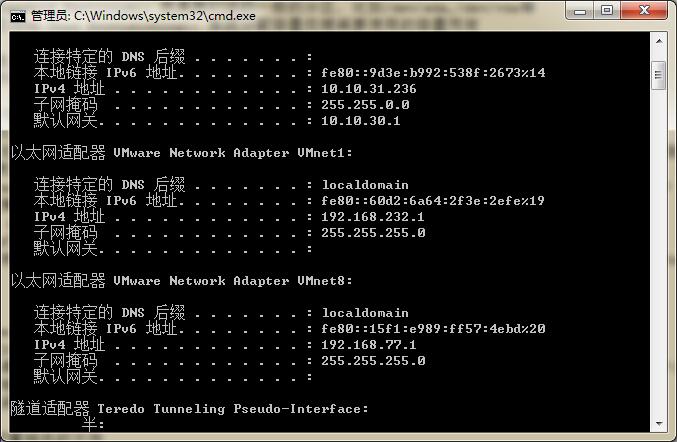 管理员: C:\Windows\system32\cmd.exe
连接特定的 DNS 后缀 . . . . . . . :
本地链接 IPv6 地址. . . . . . . . : fe80::9d3e:b992:538f:2673%14
IPv4 地址 . . . . . . . . . . . . : 10.10.31.236
子网掩码  . . . . . . . . . . . . : 255.255.0.0
默认网关. . . . . . . . . . . . . : 10.10.30.1
以太网适配器 VMware Network Adapter VMnet1:
连接特定的 DNS 后缀 . . . . . . . : localdomain
本地链接 IPv6 地址. . . . . . . . : fe80::60d2:6a64:2f3e:2efe%19
IPv4 地址 . . . . . . . . . . . . : 192.168.232.1
子网掩码  . . . . . . . . . . . . : 255.255.255.0
默认网关. . . . . . . . . . . . . :
以太网适配器 VMware Network Adapter VMnet8:
连接特定的 DNS 后缀 . . . . . . . : localdomain
本地链接 IPv6 地址. . . . . . . . : fe80::15f1:e989:ff57:4ebd%20
IPv4 地址 . . . . . . . . . . . . : 192.168.77.1
子网掩码  . . . . . . . . . . . . : 255.255.255.0
默认网关. . . . . . . . . . . . . :
隧道适配器 Teredo Tunneling Pseudo-Interface:
半: